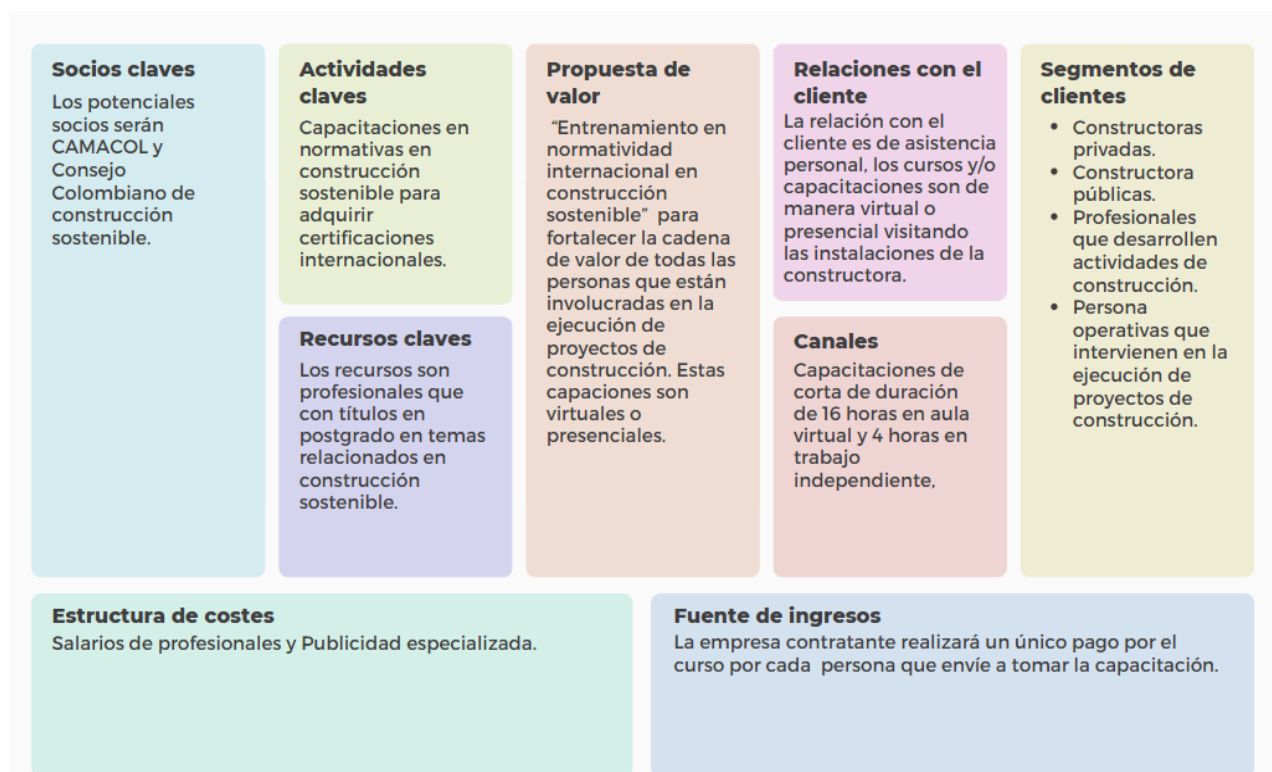 Socios claves
Los potenciales
socios serán
CAMACOL y
Consejo
Colombiano de
construcción
sostenible.
Actividades
claves
Capacitaciones en
normativas en
construcción
sostenible para
adquirir
certificaciones
internacionales.
Recursos claves
Los recursos son
profesionales que
con títulos en
postgrado en temas
relacionados en
construcción
sostenible.
Propuesta de
valor
“Entrenamiento en
normatividad
internacional en
construcción
sostenible” para
fortalecer la cadena
de valor de todas las
personas que están
involucradas en la
ejecución de
proyectos de
construcción. Estas
capaciones son
virtuales o
presenciales.
Relaciones con el
cliente
La relación con el
cliente es de asistencia
personal, los cursos y/o
capacitaciones son de
manera virtual o
presencial visitando
las instalaciones de la
constructora.
Canales
Capacitaciones de
corta de duración
de 16 horas en aula
virtual y 4 horas en
trabajo
independiente,
Segmentos de
clientes
• Constructoras
privadas.
• Constructora
públicas.
• Profesionales
que desarrollen
actividades de
construcción.
• Persona
operativas que
intervienen en la
ejecución de
proyectos de
construcción.
Estructura de costes
Salarios de profesionales y Publicidad especializada.
Fuente de ingresos
La empresa contratante realizará un único pago por el
curso por cada persona que envíe a tomar la capacitación.